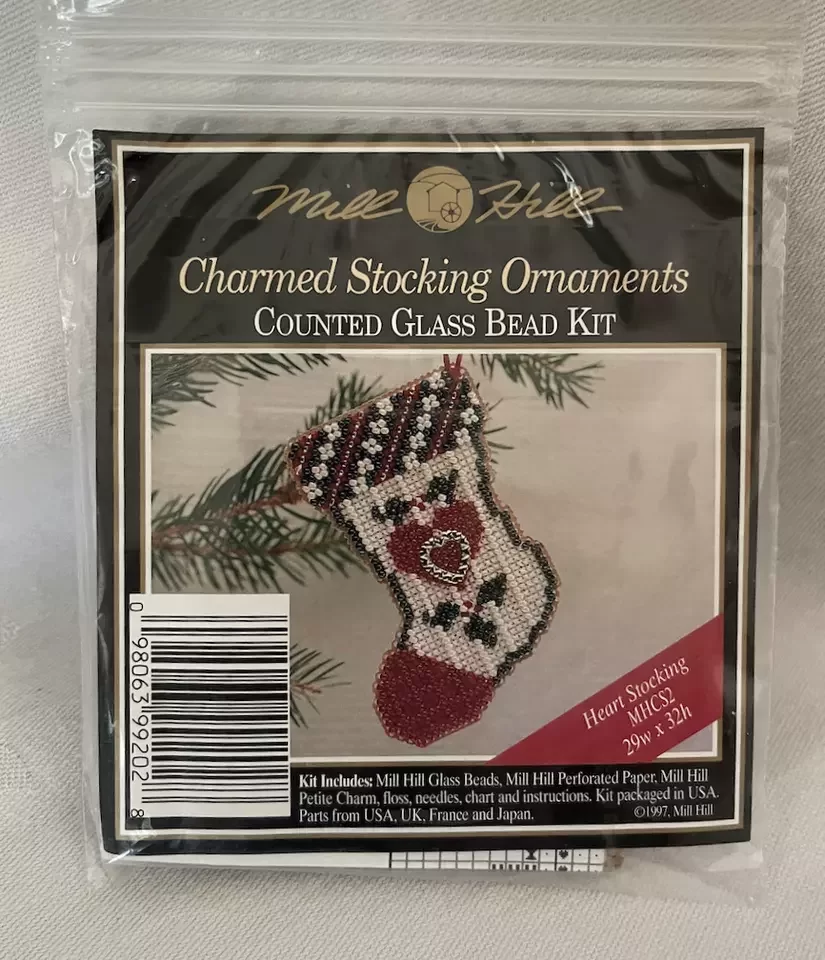 Mill Hill
Charmed Stocking Ornaments
COUNTED GLASS BEAD KIT
Heart Stocking
MHCS2
29w x 32h
0 98063 99202 8
Kit Includes: Mill Hill Glass Beads, Mill Hill Perforated Paper, Mill Hill
Petite Charm, floss, needles, chart and instructions. Kit packaged in USA.
Parts from USA, UK, France and Japan.
©1997, Mill Hill